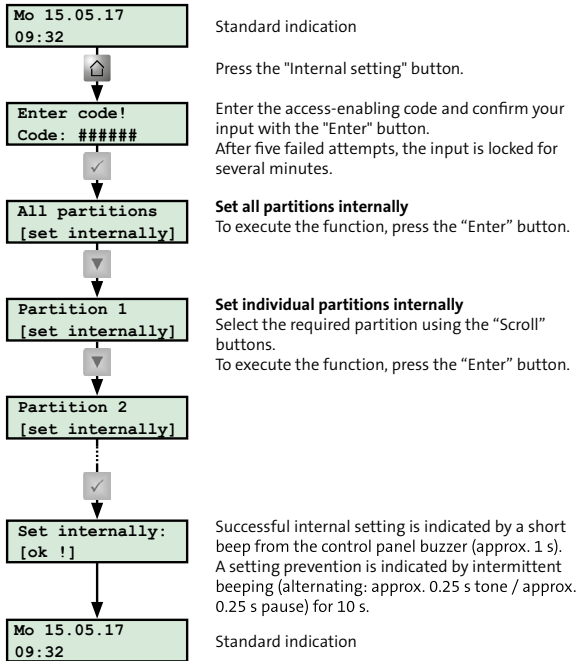 Mo 15.05.17
09:32
Standard indication
Press the "Internal setting" button.
Enter code!
Code: ######
Enter the access-enabling code and confirm your
input with the "Enter" button.
After five failed attempts, the input is locked for
several minutes.
All partitions
[set internally]
Set all partitions internally
To execute the function, press the “Enter” button.
Partition 1
[set internally]
Set individual partitions internally
Select the required partition using the “Scroll”
buttons.
To execute the function, press the “Enter” button.
Partition 2
[set internally]
Set internally:
[ok !]
Successful internal setting is indicated by a short
beep from the control panel buzzer (approx. 1 s).
A setting prevention is indicated by intermittent
beeping (alternating: approx. 0.25 s tone / approx.
0.25 s pause) for 10 s.
Mo 15.05.17
09:32
Standard indication